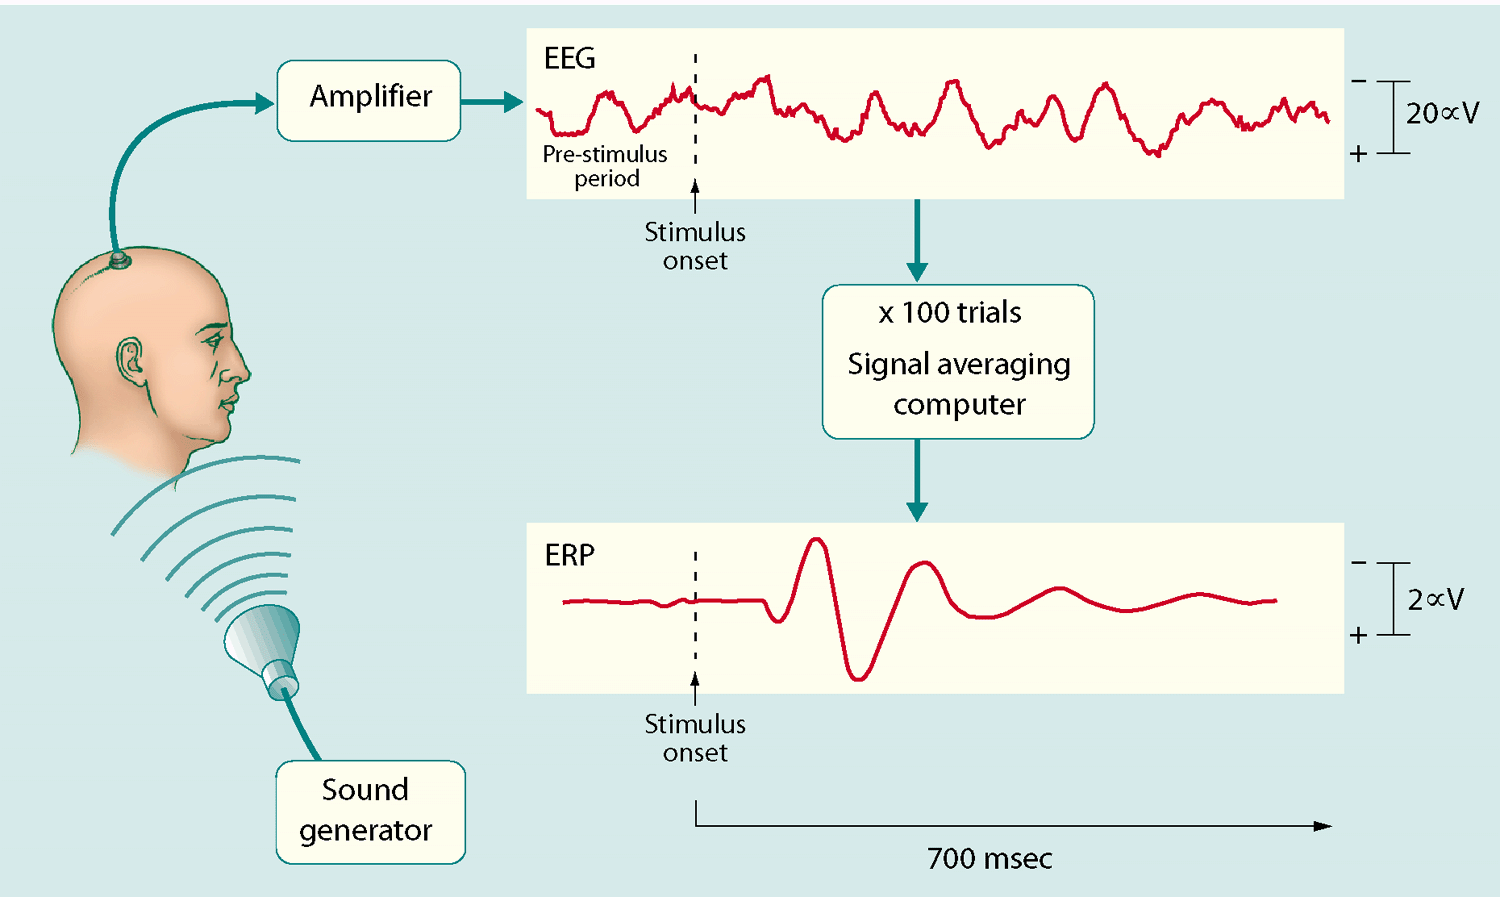 Amplifier
EEG
Pre-stimulus
period
Stimulus
onset
−
+
20∝V
x 100 trials
Signal averaging
computer
ERP
Stimulus
onset
−
+
2∝V
700 msec
Sound
generator